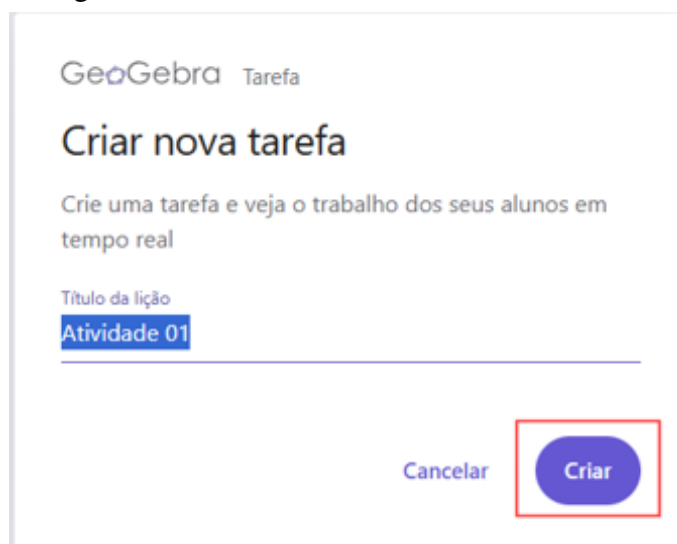 GeoGebra Tarefa
Criar nova tarefa
Crie uma tarefa e veja o trabalho dos seus alunos em
tempo real
Título da lição
Atividade 01
Cancelar Criar